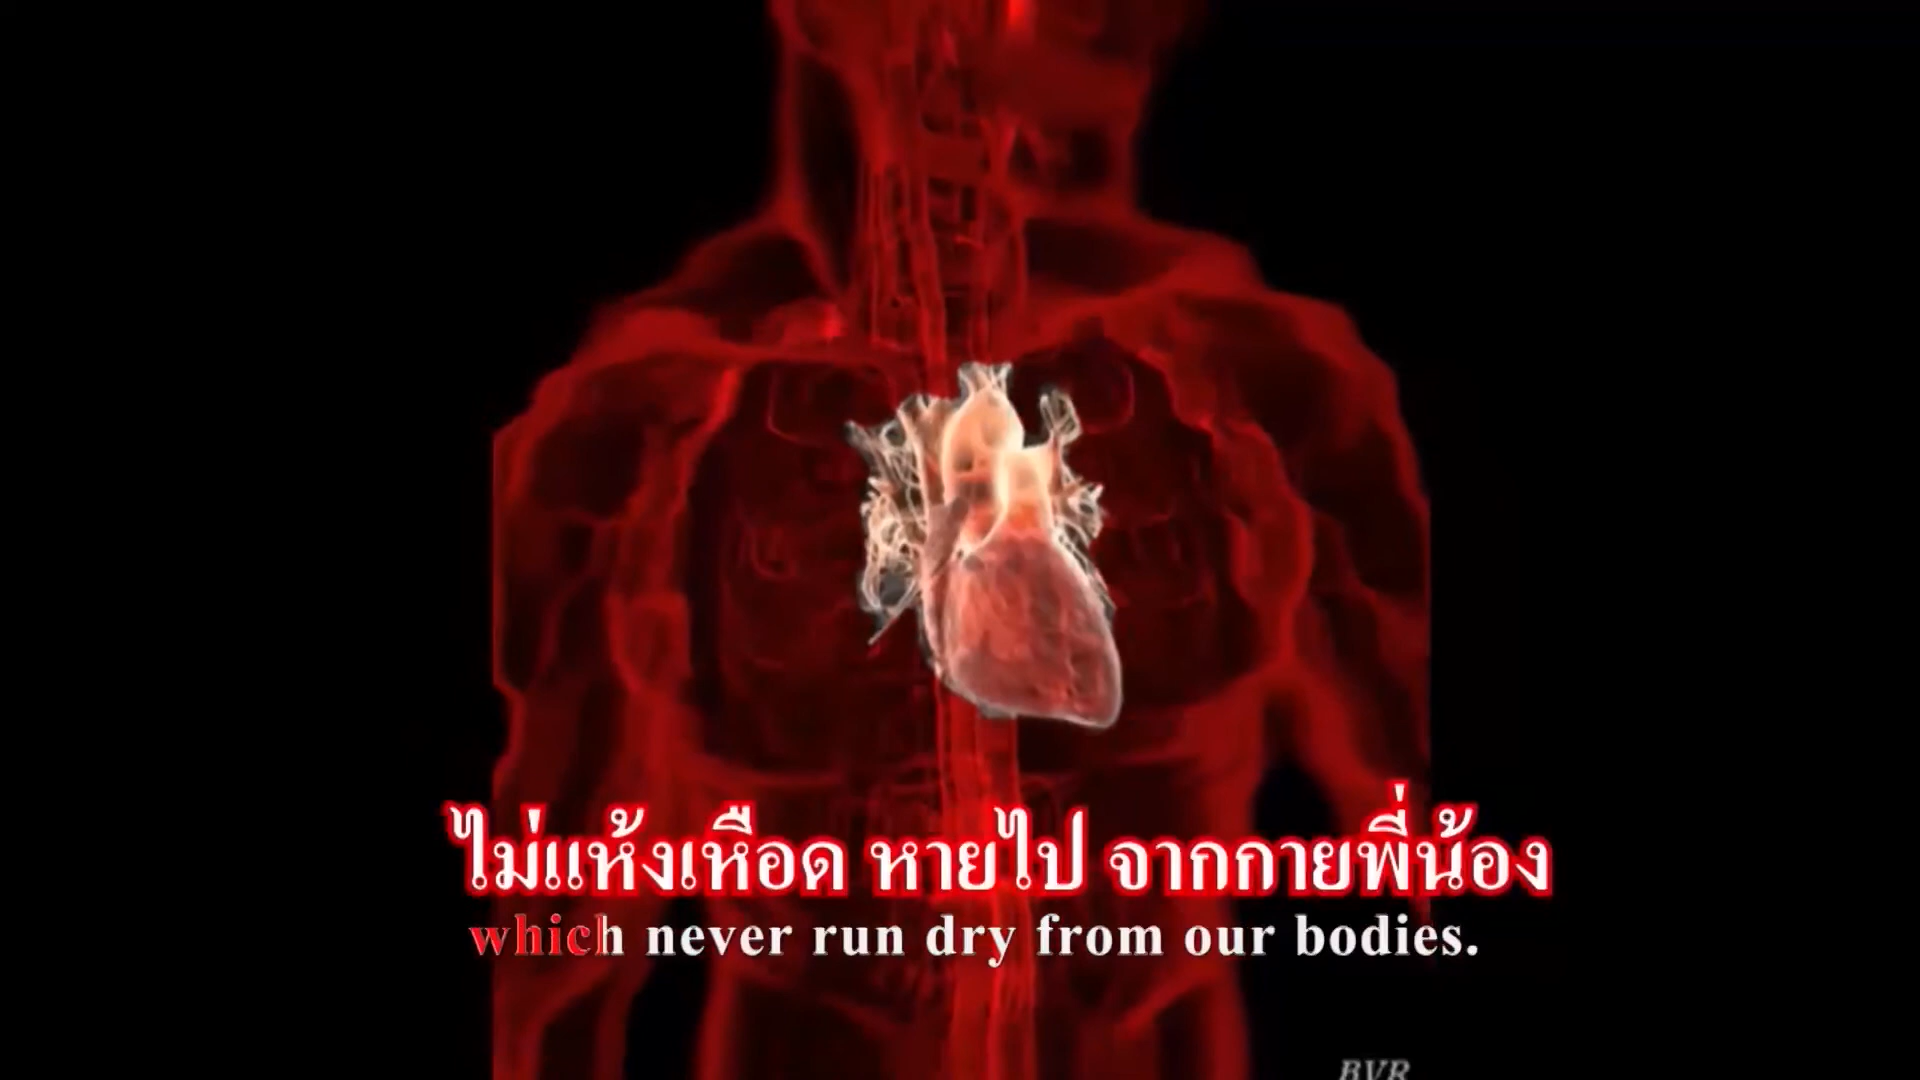 ไม่แห้งเหือด หายไป จากกายพี่น้อง
which never run dry from our bodies.
BVR